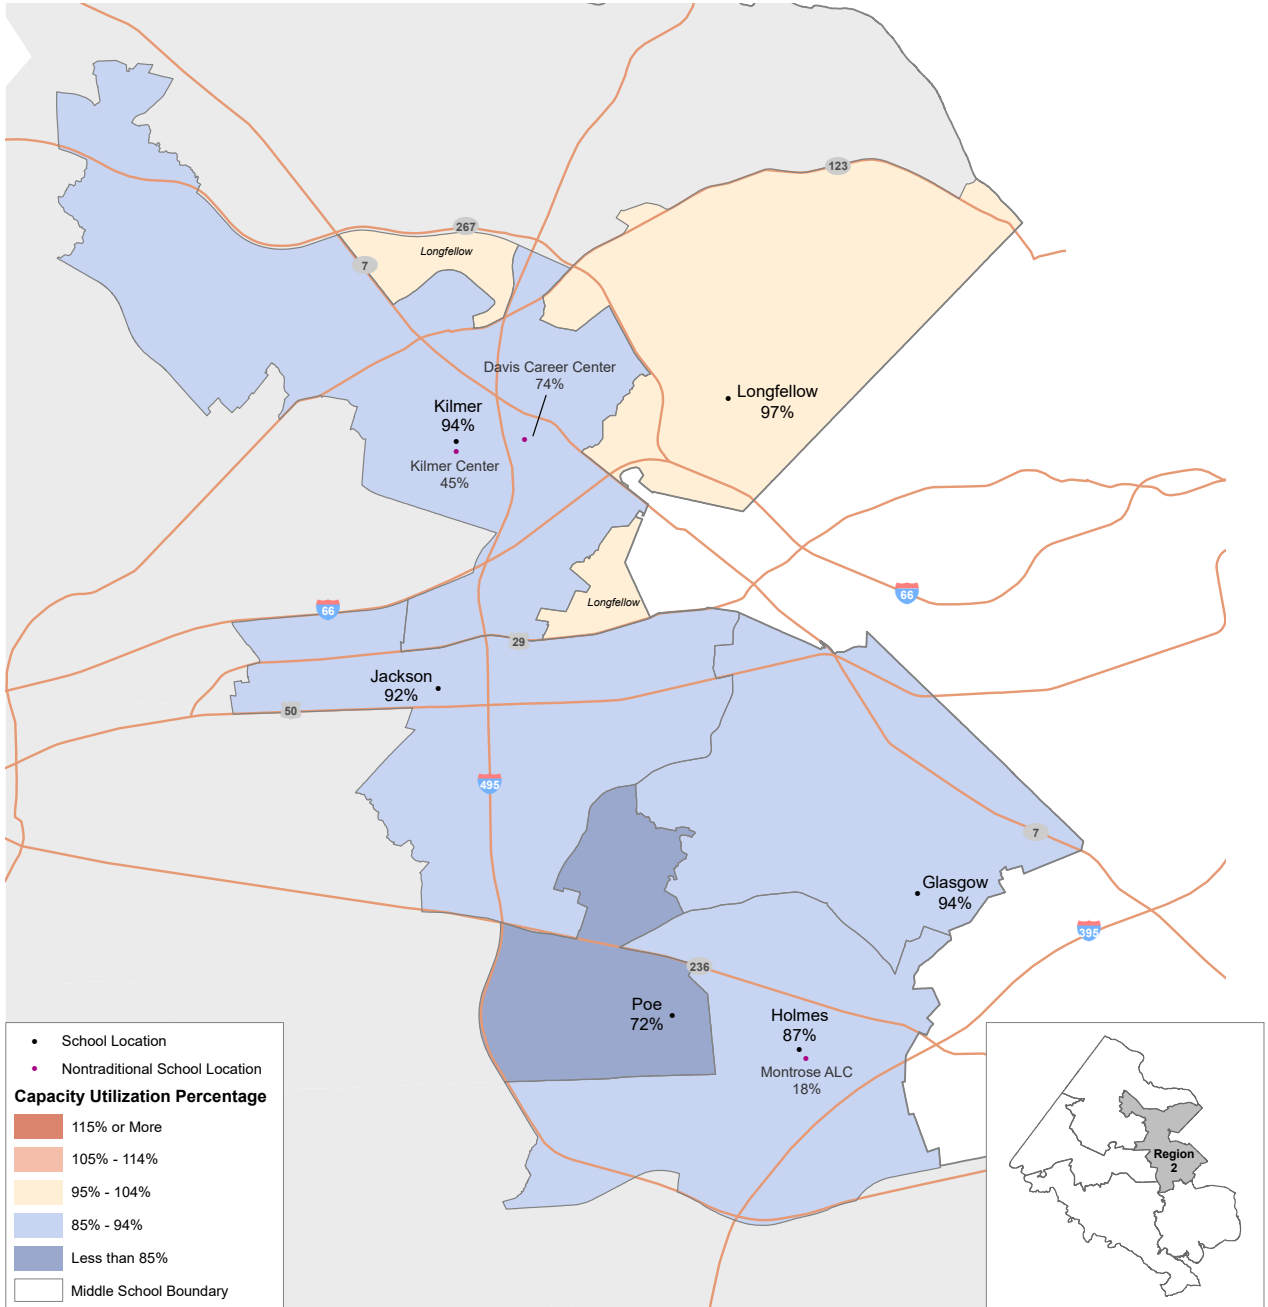 123
267
Longfellow
7
Davis Career Center
74%
Longfellow
97%
Kilmer
94%
Kilmer Center
45%
66
66
Longfellow
29
Jackson
92%
50
495
7
Glasgow
94%
395
236
Poe
72%
Holmes
87%
Montrose ALC
18%
School Location
Nontraditional School Location
Capacity Utilization Percentage
115% or More
105% - 114%
95% - 104%
85% - 94%
Less than 85%
Middle School Boundary
Region
2